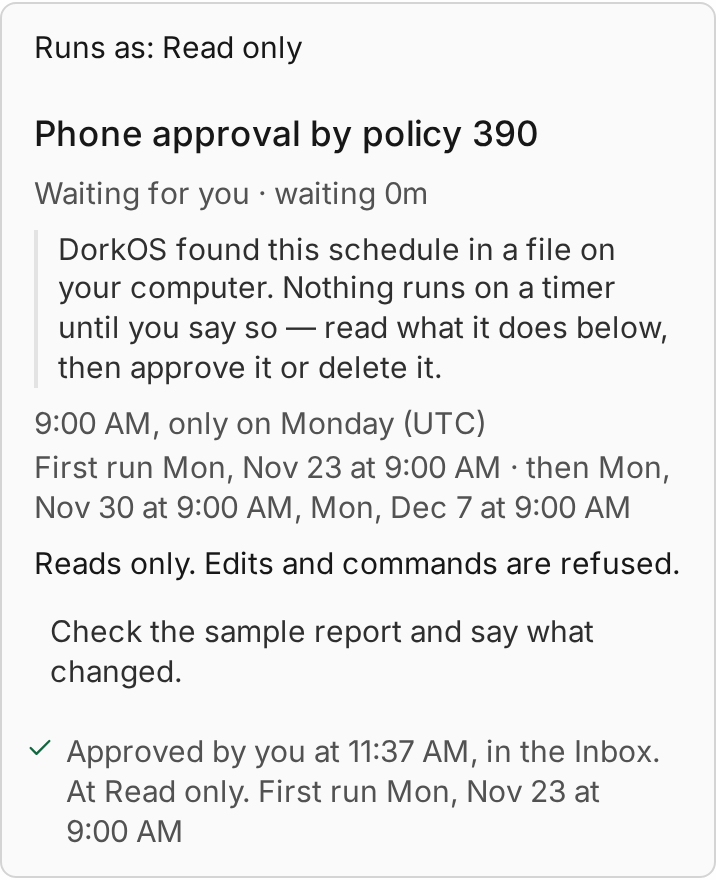 Runs as: Read only
Phone approval by policy 390
Waiting for you · waiting 0m
DorkOS found this schedule in a file on
your computer. Nothing runs on a timer
until you say so — read what it does below,
then approve it or delete it.
9:00 AM, only on Monday (UTC)
First run Mon, Nov 23 at 9:00 AM · then Mon,
Nov 30 at 9:00 AM, Mon, Dec 7 at 9:00 AM
Reads only. Edits and commands are refused.
Check the sample report and say what
changed.
Approved by you at 11:37 AM, in the Inbox.
At Read only. First run Mon, Nov 23 at
9:00 AM